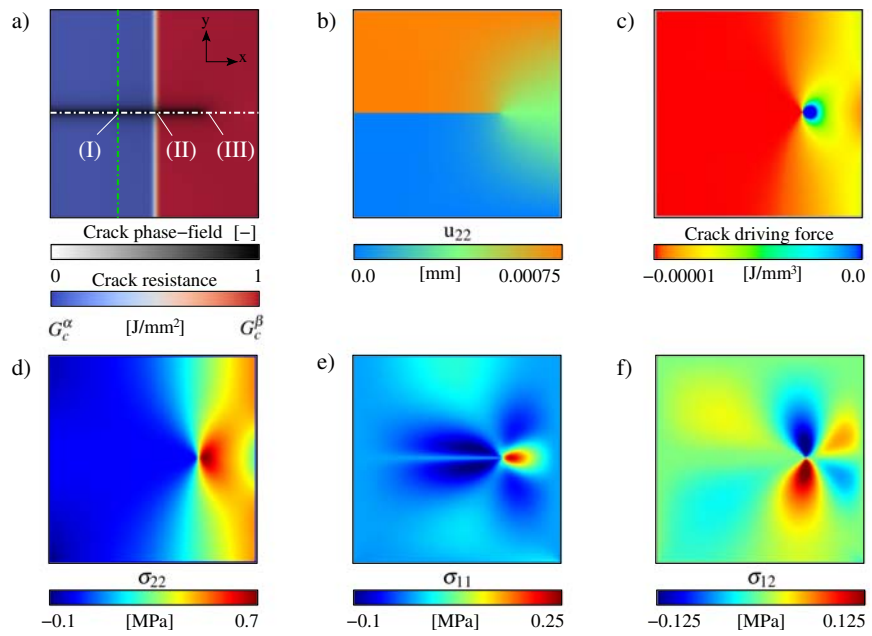 a)
y
x
(I)
(II)
(III)
Crack phase-field [−]
0 1
Crack resistance
G_c^α [J/mm²] G_c^β
b)
u₂₂
0.0 [mm] 0.00075
c)
Crack driving force
−0.00001 [J/mm³] 0.0
d)
σ₂₂
−0.1 [MPa] 0.7
e)
σ₁₁
−0.1 [MPa] 0.25
f)
σ₁₂
−0.125 [MPa] 0.125